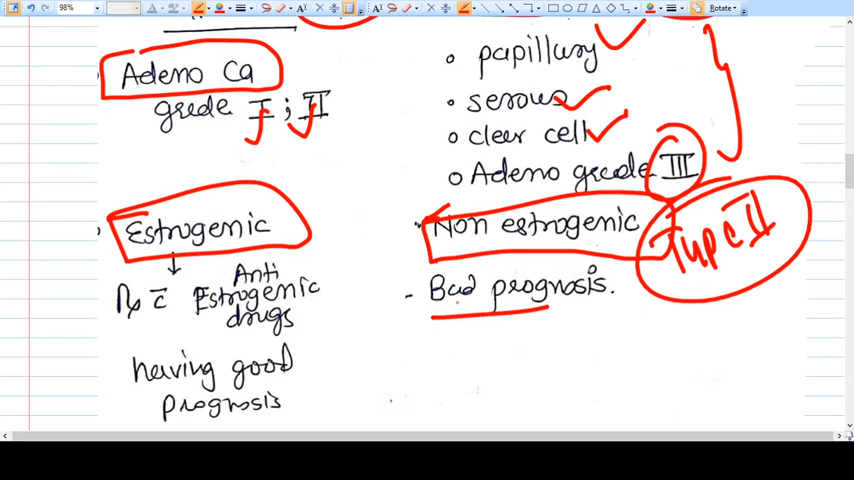 98%
Rotate
Adeno Ca
grade I ; II
Estrogenic
Rx c̄ Anti Estrogenic drugs
having good
prognosis
papillary
serous
clear cell
Adeno grade III
Non estrogenic
Type II
- Bad prognosis.